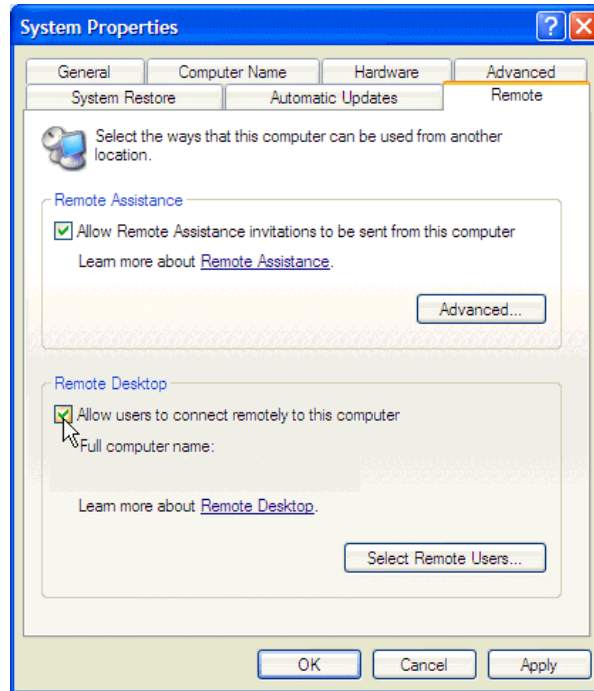 System Properties
General
Computer Name
Hardware
Advanced
System Restore
Automatic Updates
Remote
Select the ways that this computer can be used from another
location.
Remote Assistance
Allow Remote Assistance invitations to be sent from this computer
Learn more about Remote Assistance.
Advanced...
Remote Desktop
Allow users to connect remotely to this computer
Full computer name:
Learn more about Remote Desktop.
Select Remote Users...
OK
Cancel
Apply